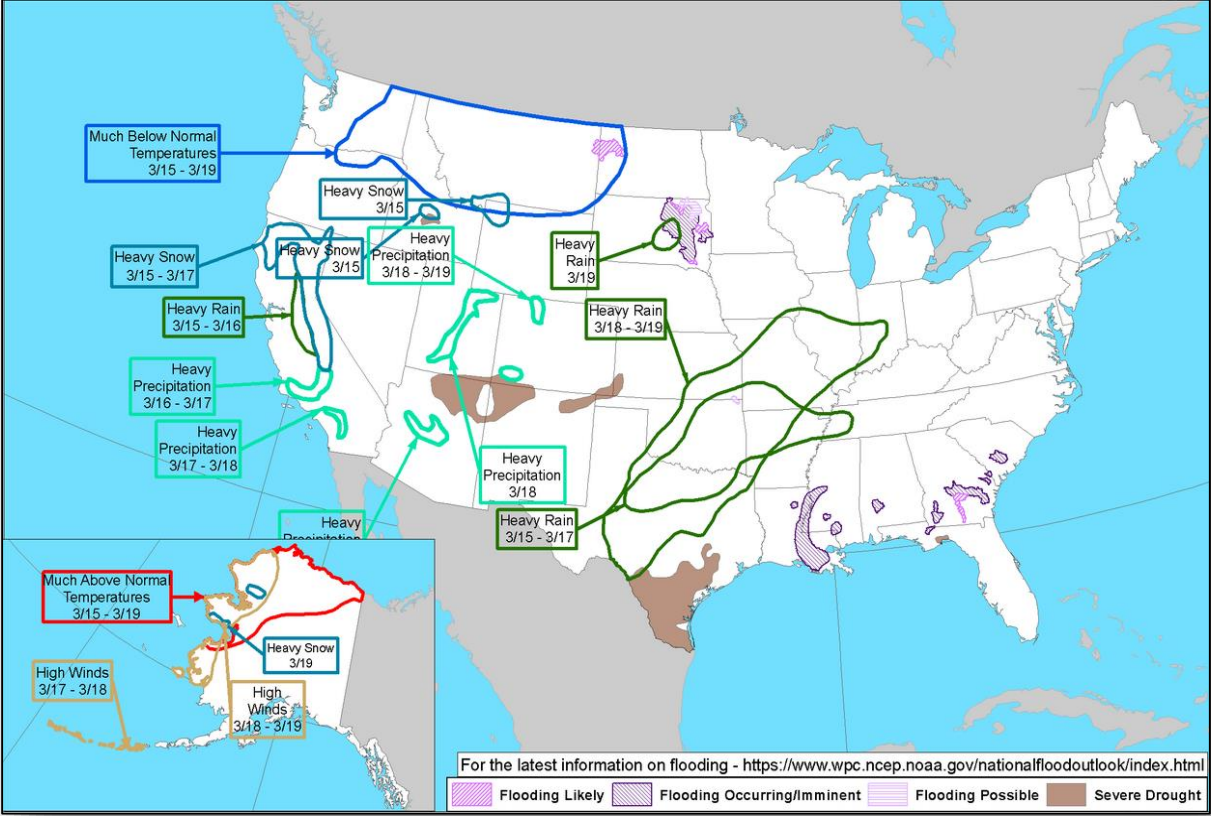 Much Below Normal
Temperatures
3/15 - 3/19
Heavy Snow
3/15
Heavy Snow
3/15 - 3/17
Heavy Snow
3/15
Heavy
Precipitation
3/18 - 3/19
Heavy
Rain
3/19
Heavy Rain
3/15 - 3/16
Heavy Rain
3/18 - 3/19
Heavy
Precipitation
3/16 - 3/17
Heavy
Precipitation
3/17 - 3/18
Heavy
Precipitation
3/18
Heavy
Precipitation
Heavy Rain
3/15 - 3/17
Much Above Normal
Temperatures
3/15 - 3/19
Heavy Snow
3/19
High Winds
3/17 - 3/18
High
Winds
3/18 - 3/19
For the latest information on flooding - https://www.wpc.ncep.noaa.gov/nationalfloodoutlook/index.html
Flooding Likely
Flooding Occurring/Imminent
Flooding Possible
Severe Drought